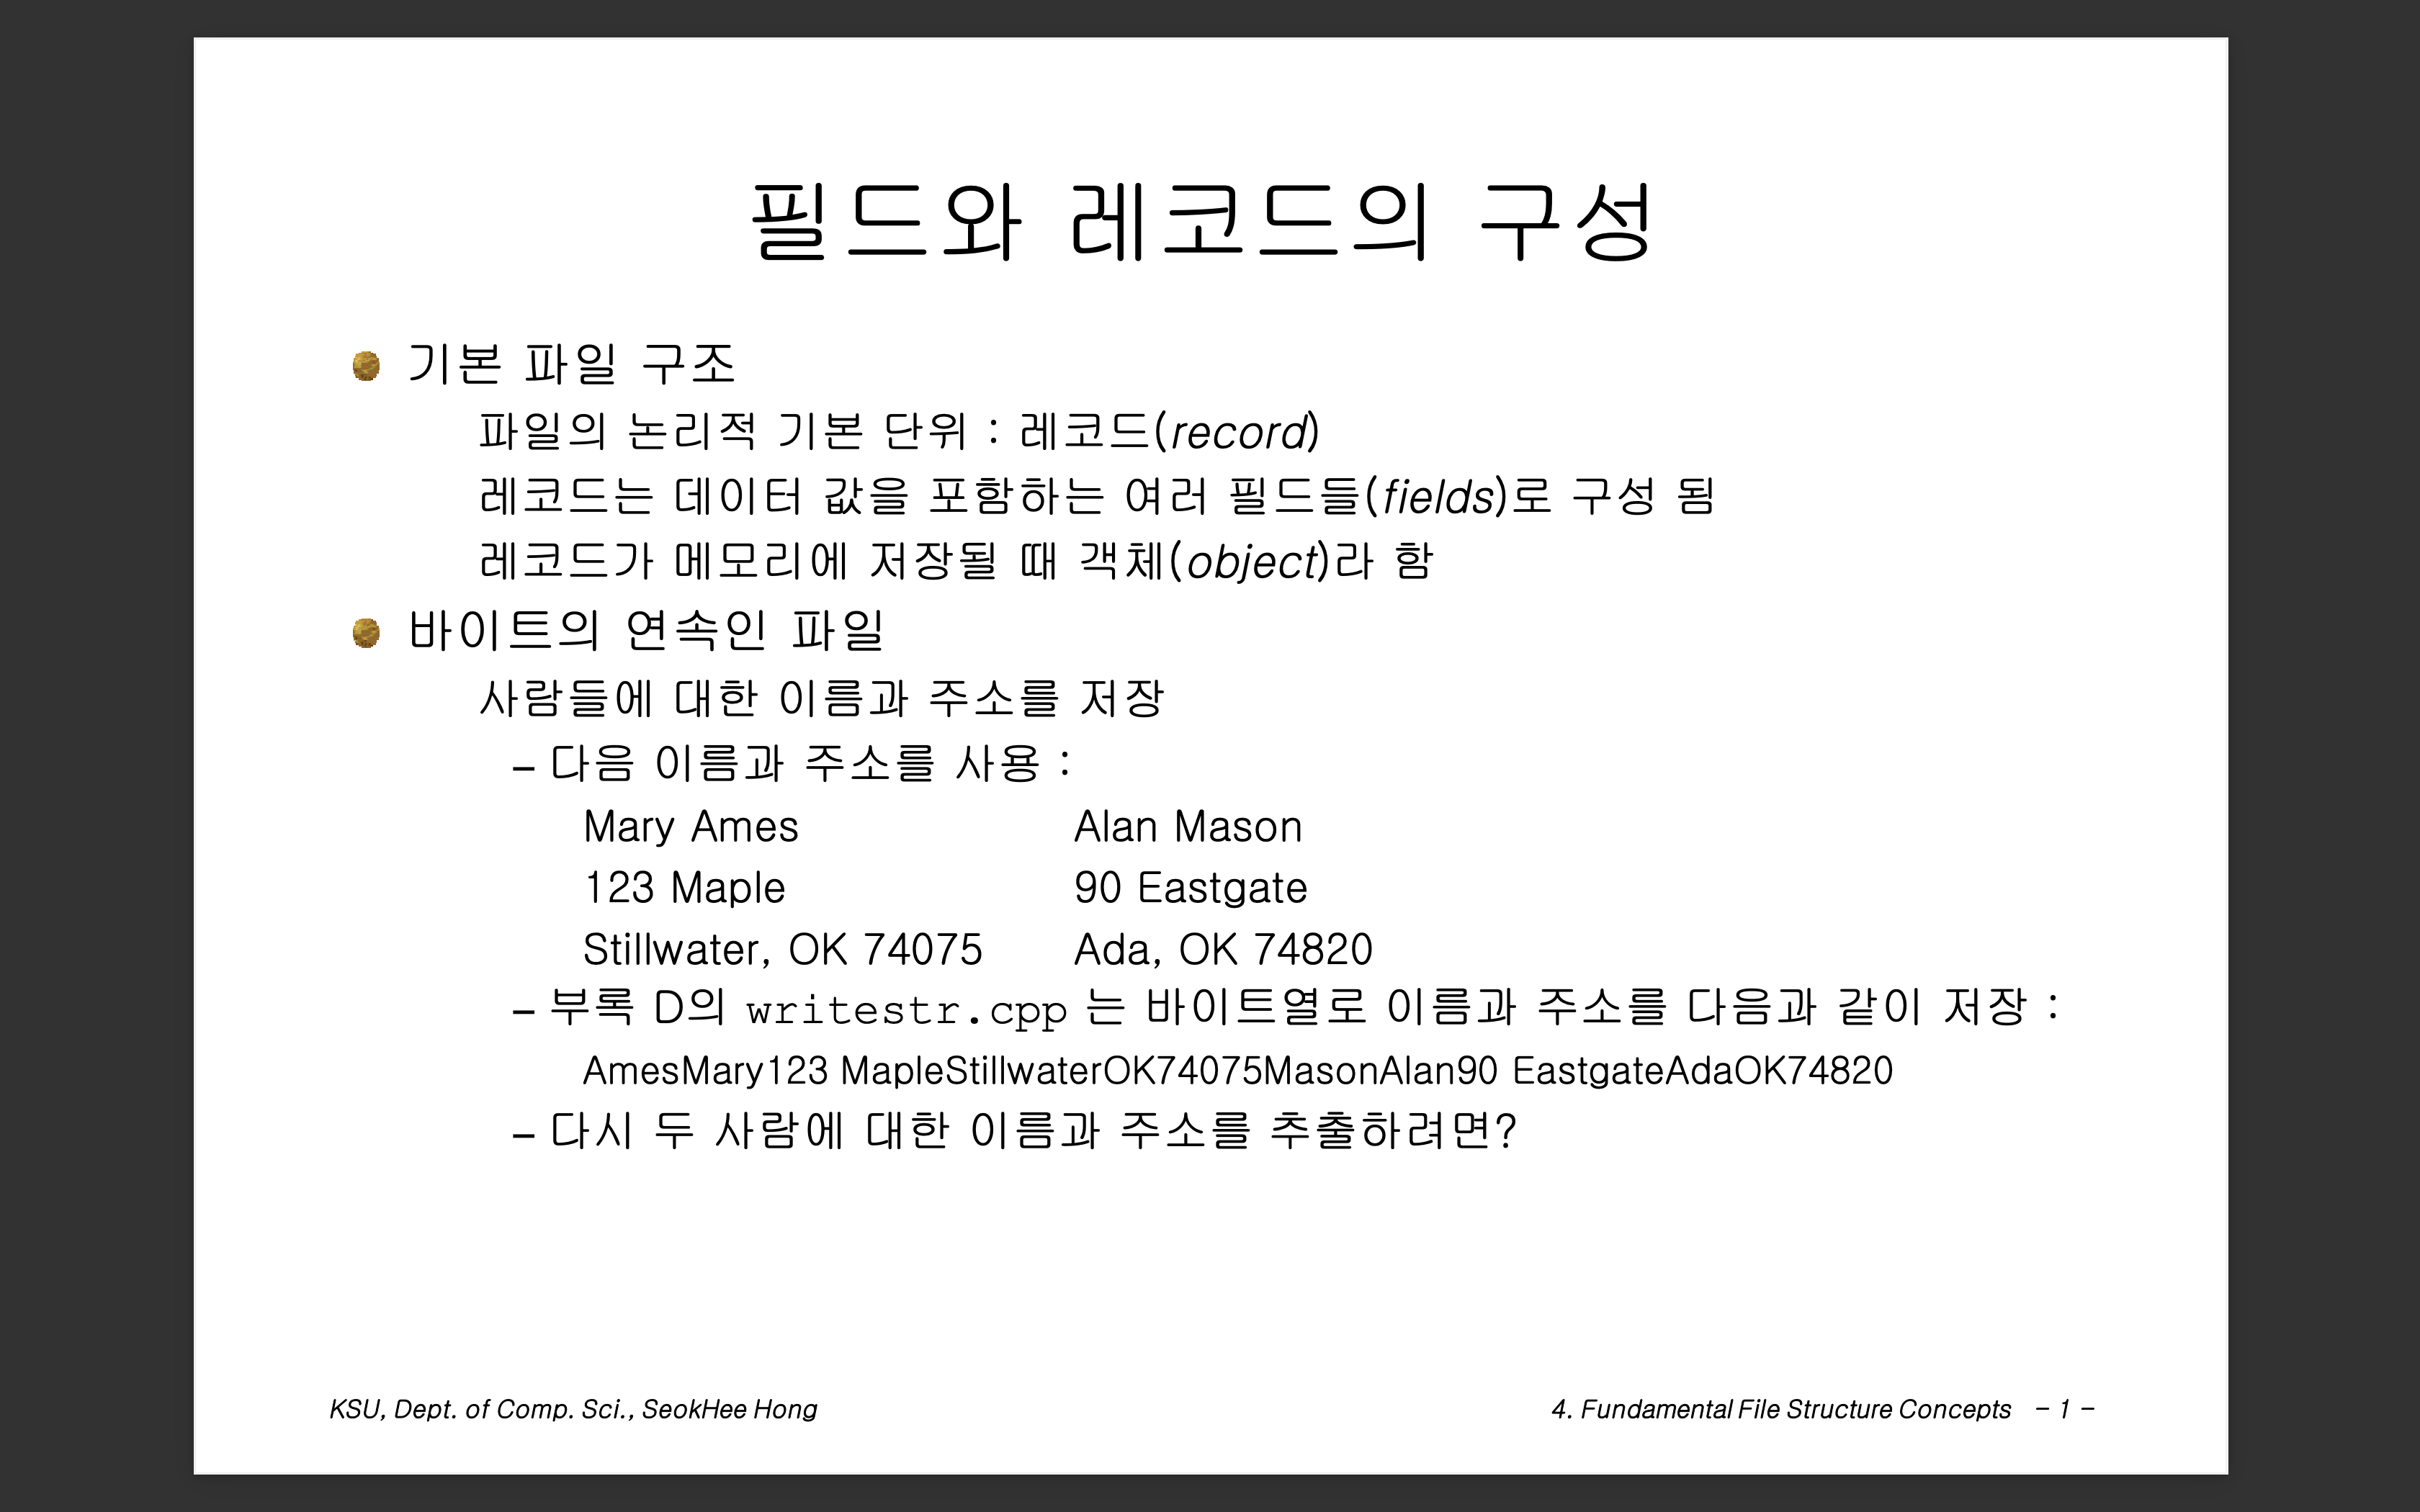 필드와 레코드의 구성
기본 파일 구조
파일의 논리적 기본 단위 : 레코드(record)
레코드는 데이터 값을 포함하는 여러 필드들(fields)로 구성 됨
레코드가 메모리에 저장될 때 객체(object)라 함
바이트의 연속인 파일
사람들에 대한 이름과 주소를 저장
– 다음 이름과 주소를 사용 :
Mary Ames Alan Mason
123 Maple 90 Eastgate
Stillwater, OK 74075 Ada, OK 74820
– 부록 D의 writestr.cpp 는 바이트열로 이름과 주소를 다음과 같이 저장 :
AmesMary123 MapleStillwaterOK74075MasonAlan90 EastgateAdaOK74820
– 다시 두 사람에 대한 이름과 주소를 추출하려면?
KSU, Dept. of Comp. Sci., SeokHee Hong 4. Fundamental File Structure Concepts – 1 –